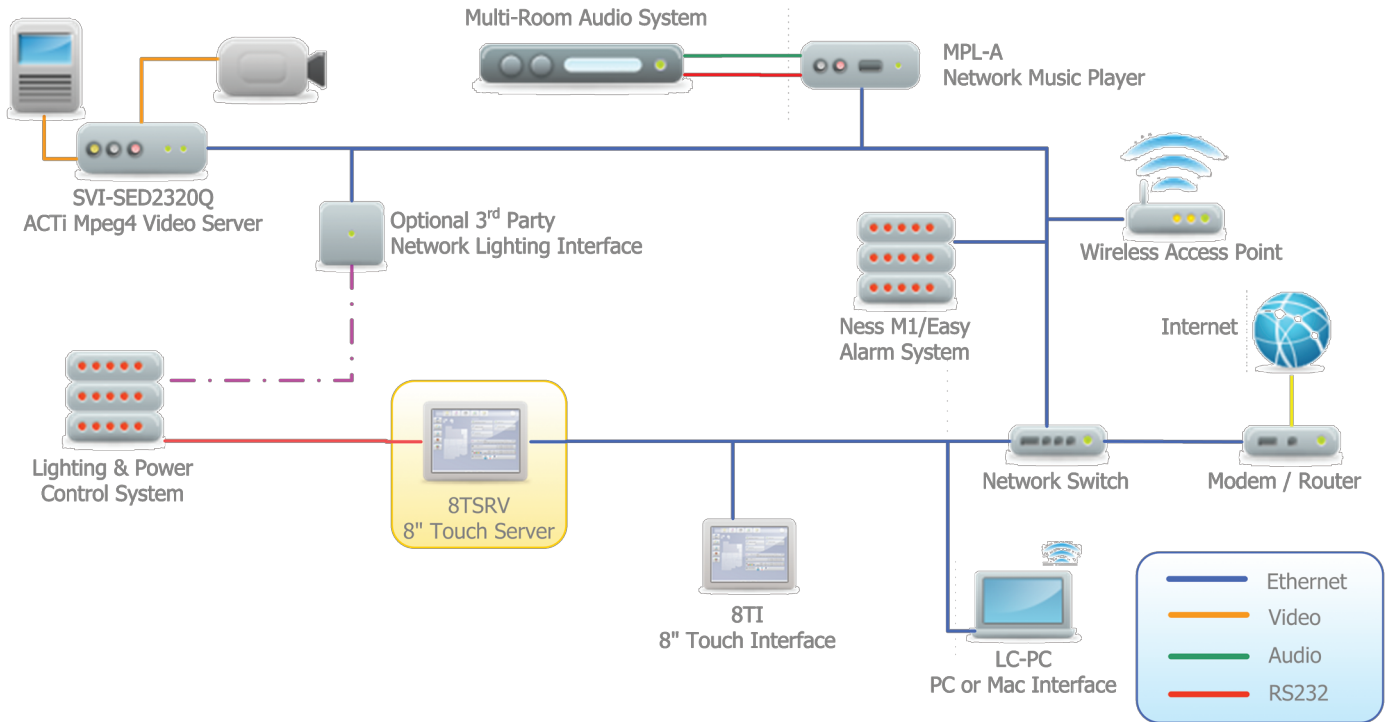 Multi-Room Audio System
MPL-A
Network Music Player
SVI-SED2320Q
ACTi Mpeg4 Video Server
Optional 3rd Party
Network Lighting Interface
Wireless Access Point
Ness M1/Easy
Alarm System
Internet
Lighting & Power
Control System
8TSRV
8" Touch Server
Network Switch
Modem / Router
8TI
8" Touch Interface
LC-PC
PC or Mac Interface
Ethernet
Video
Audio
RS232